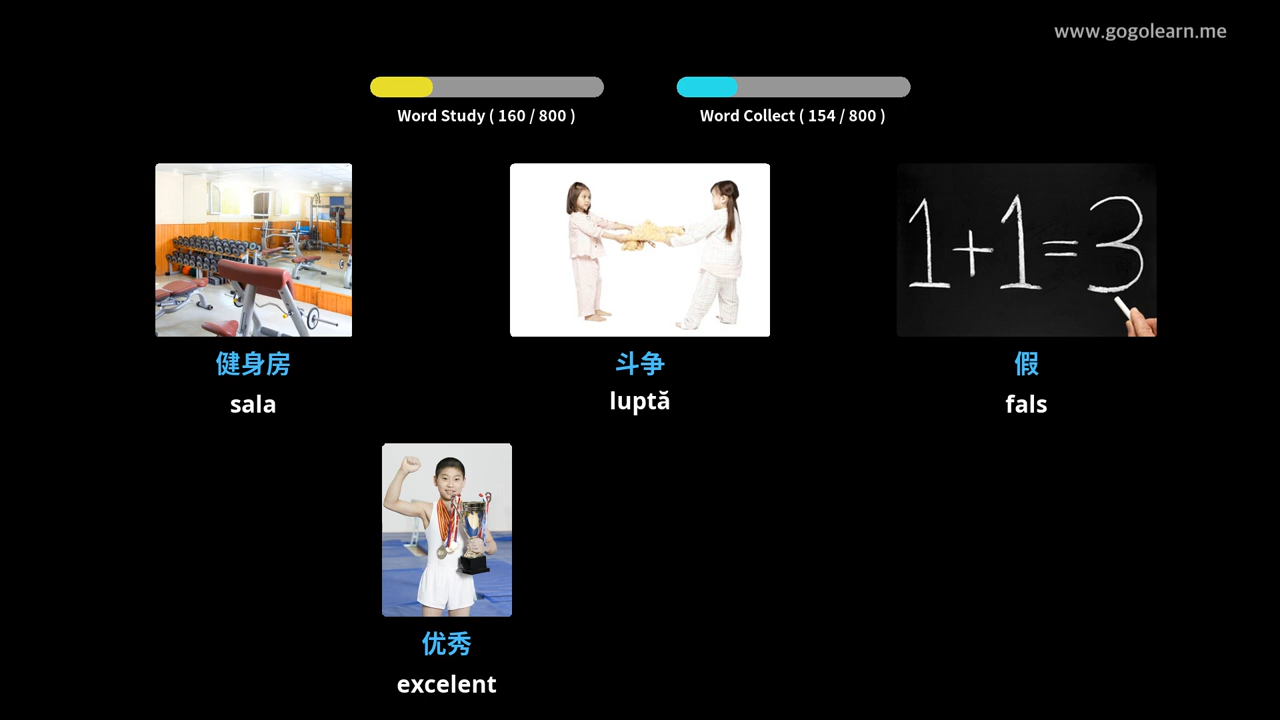 www.gogolearn.me
Word Study ( 160 / 800 )
Word Collect ( 154 / 800 )
1+1=3
健身房
斗争
假
sala
luptă
fals
优秀
excelent